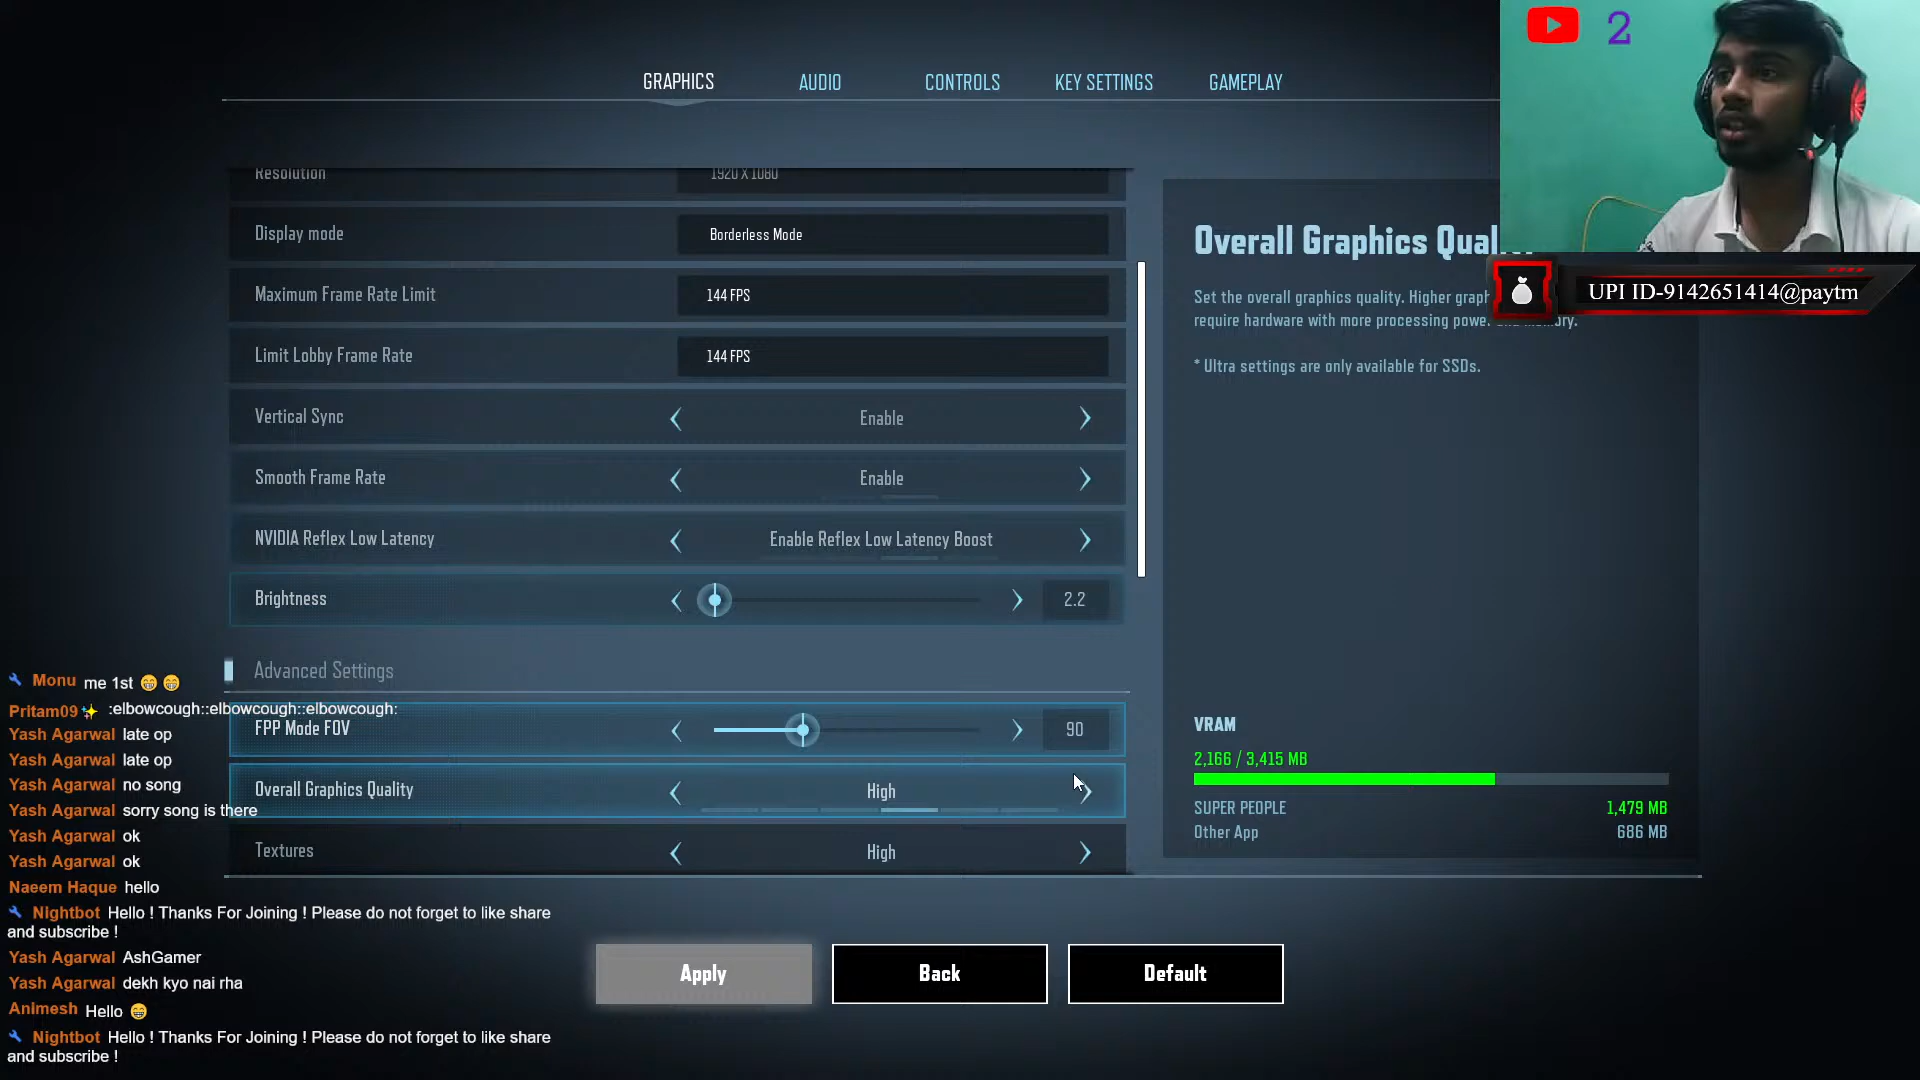 2
GRAPHICS AUDIO CONTROLS KEY SETTINGS GAMEPLAY
Resolution 1920 X 1080
Display mode Borderless Mode
Maximum Frame Rate Limit 144 FPS
Limit Lobby Frame Rate 144 FPS
Vertical Sync Enable
Smooth Frame Rate Enable
NVIDIA Reflex Low Latency Enable Reflex Low Latency Boost
Brightness 2.2
Advanced Settings
FPP Mode FOV 90
Overall Graphics Quality High
Textures High
Overall Graphics
Set the overall graphics quality. Higher
require hardware with more processing
* Ultra settings are only available for SSDs.
UPI ID-9142651414@paytm
VRAM
2,166 / 3,415 MB
SUPER PEOPLE 1,479 MB
Other App 686 MB
Apply Back Default
Monu me 1st 😁 😁
Pritam09✨ :elbowcough::elbowcough::elbowcough:
Yash Agarwal late op
Yash Agarwal late op
Yash Agarwal no song
Yash Agarwal sorry song is there
Yash Agarwal ok
Yash Agarwal ok
Naeem Haque hello
Nightbot Hello ! Thanks For Joining ! Please do not forget to like share
and subscribe !
Yash Agarwal AshGamer
Yash Agarwal dekh kyo nai rha
Animesh Hello 😁
Nightbot Hello ! Thanks For Joining ! Please do not forget to like share
and subscribe !